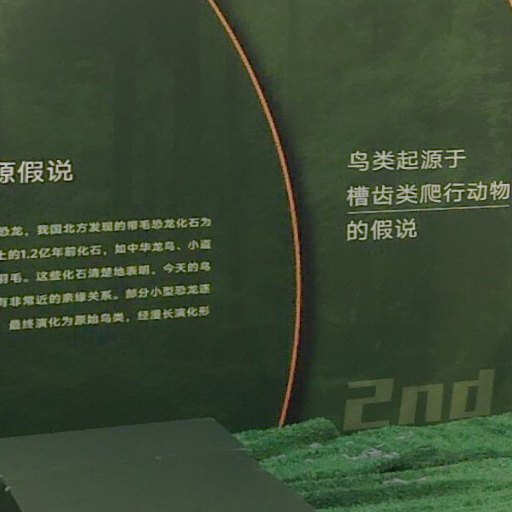 源假说
恐龙，我国北方发现的带毛恐龙化石为
上的1.2亿年前化石，如中华龙鸟、小盗
羽毛。这些化石清楚地表明，今天的鸟
有非常近的亲缘关系。部分小型恐龙逐
最终演化为原始鸟类，经漫长演化形
鸟类起源于
槽齿类爬行动物
的假说
2nd